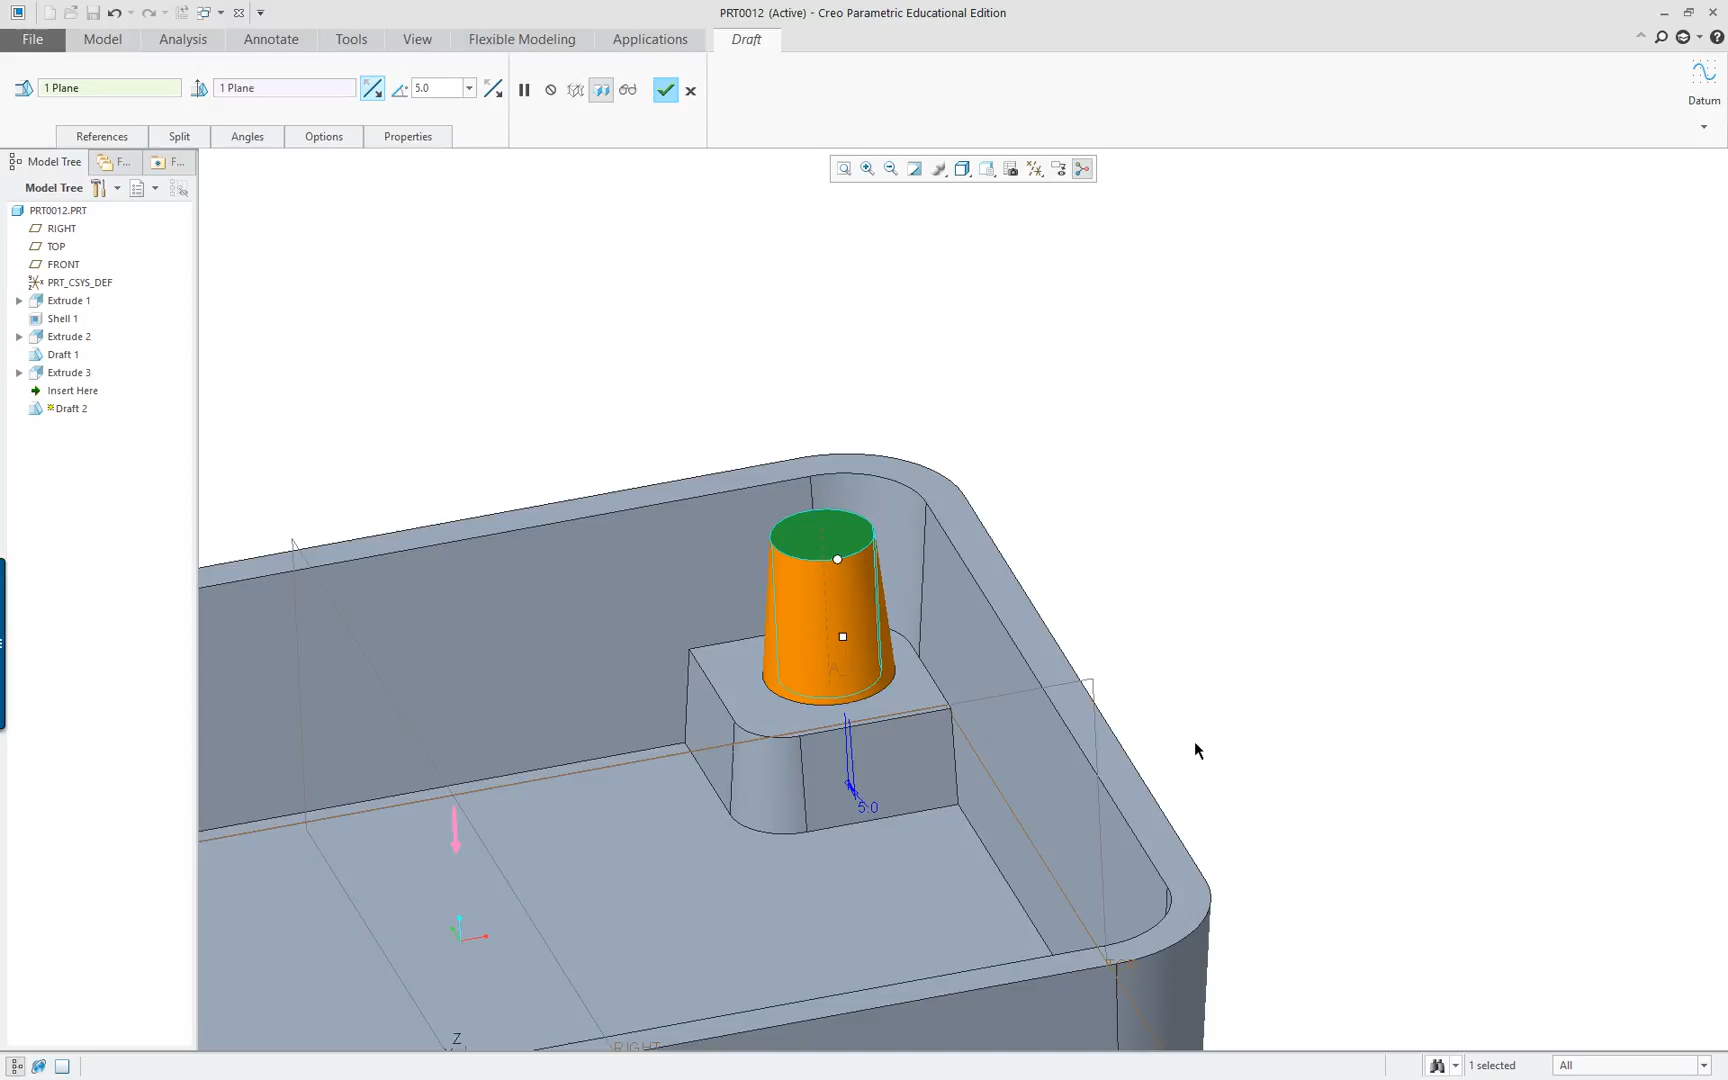 PRT0012 (Active) - Creo Parametric Educational Edition
File
Model
Analysis
Annotate
Tools
View
Flexible Modeling
Applications
Draft
1 Plane
1 Plane
5.0
Datum
References
Split
Angles
Options
Properties
Model Tree
F...
F...
Model Tree
PRT0012.PRT
RIGHT
TOP
FRONT
PRT_CSYS_DEF
Extrude 1
Shell 1
Extrude 2
Draft 1
Extrude 3
Insert Here
Draft 2
5.0
TOP
Z
RIGHT
1 selected
All